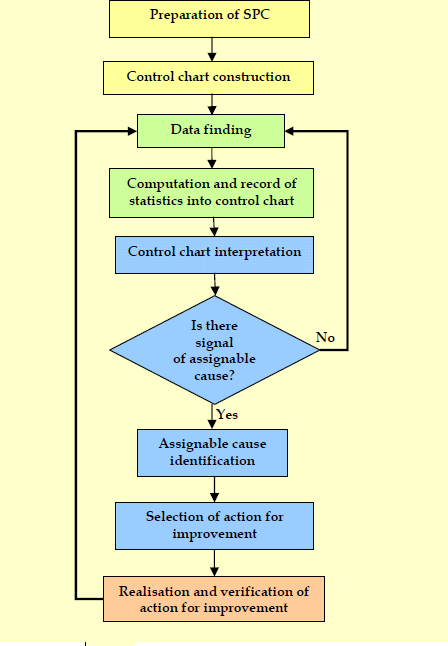 Preparation of SPC
Control chart construction
Data finding
Computation and record of
statistics into control chart
Control chart interpretation
Is there
signal
of assignable
cause?
No
Yes
Assignable cause
identification
Selection of action for
improvement
Realisation and verification of
action for improvement